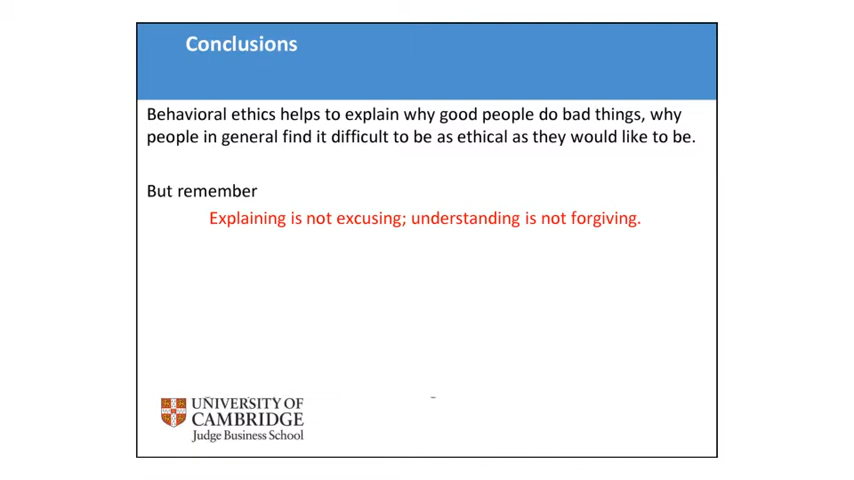 Conclusions
Behavioral ethics helps to explain why good people do bad things, why
people in general find it difficult to be as ethical as they would like to be.
But remember
Explaining is not excusing; understanding is not forgiving.
UNIVERSITY OF
CAMBRIDGE
Judge Business School